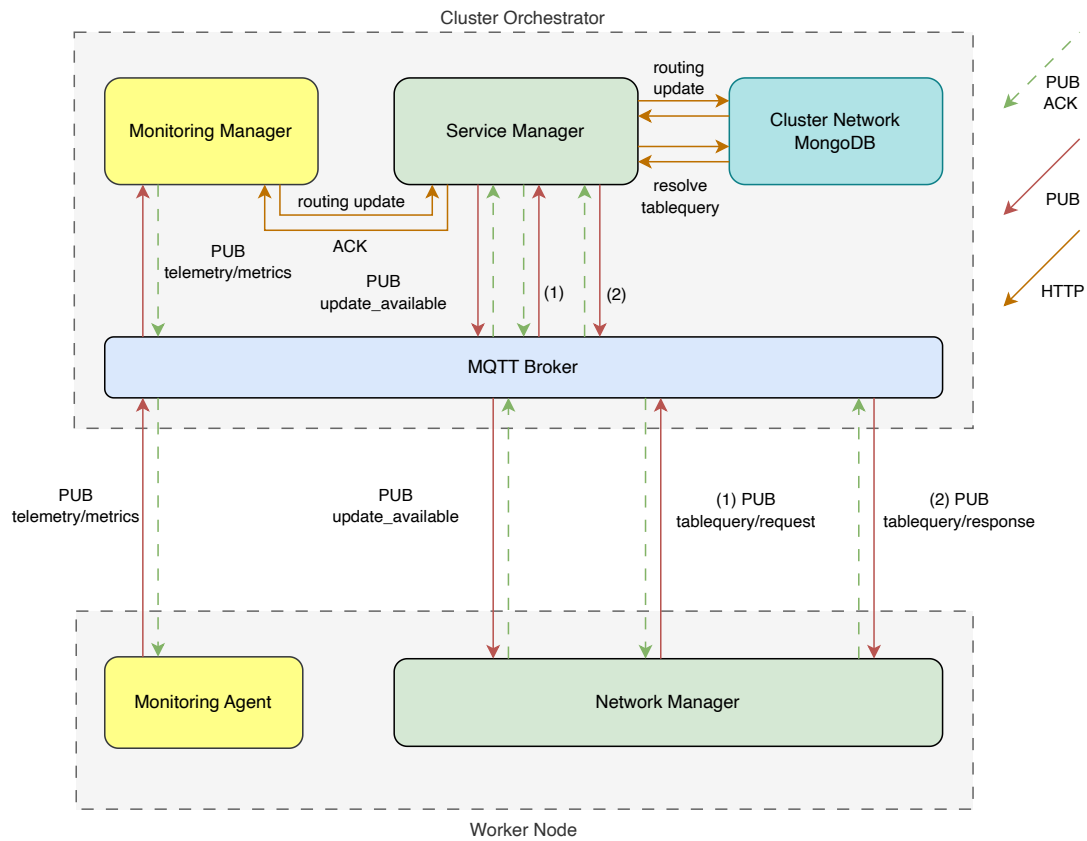 Cluster Orchestrator
Monitoring Manager
Service Manager
routing
update
Cluster Network
MongoDB
resolve
tablequery
routing update
ACK
PUB
telemetry/metrics
PUB
update_available
(1)
(2)
MQTT Broker
PUB
telemetry/metrics
PUB
update_available
(1) PUB
tablequery/request
(2) PUB
tablequery/response
Monitoring Agent
Network Manager
Worker Node
PUB
ACK
PUB
HTTP